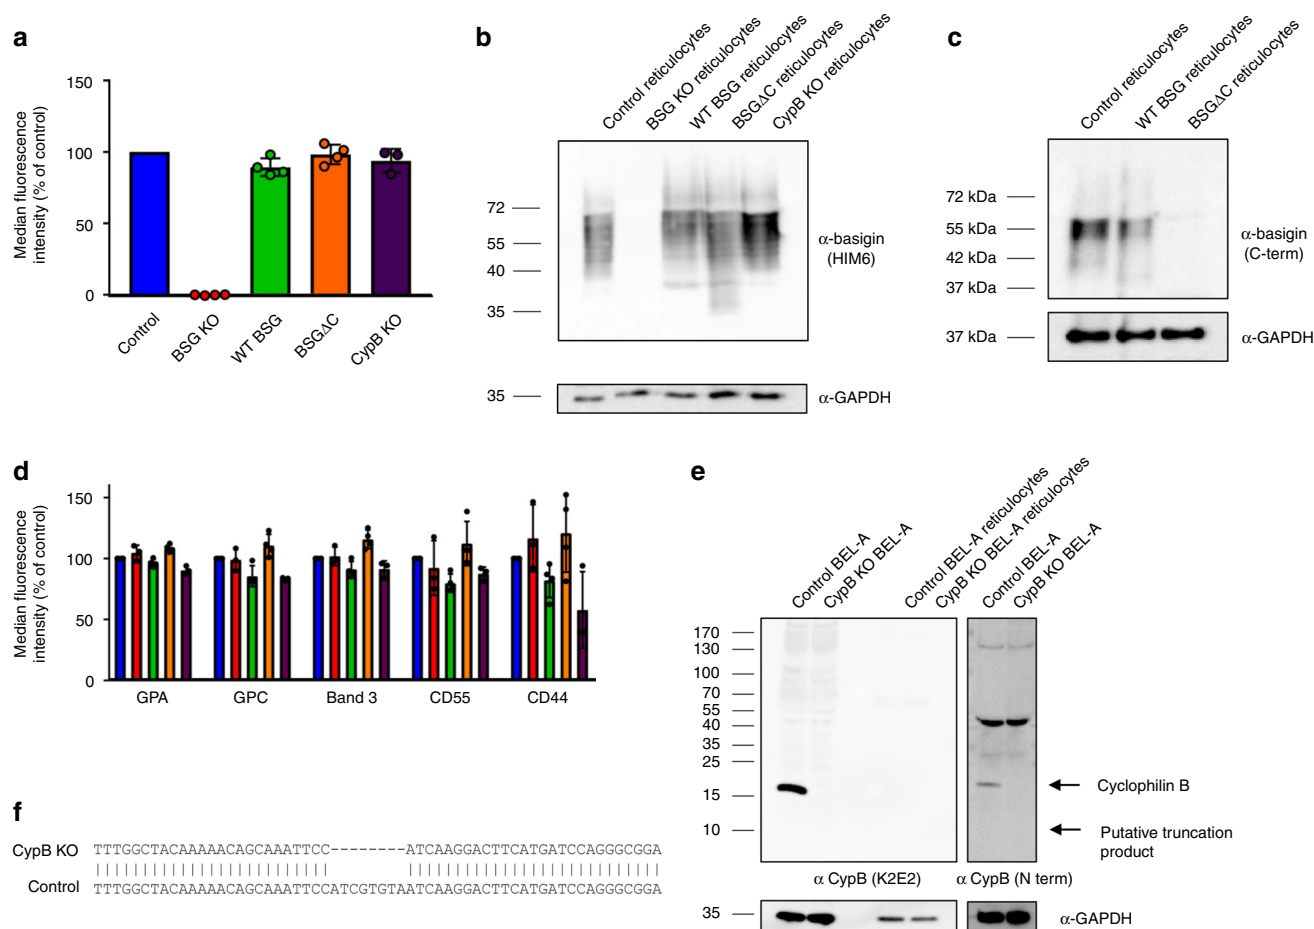 a
Median fluorescence
intensity (% of control)
150
100
50
0
Control
BSG KO
WT BSG
BSGΔC
CypB KO
b
Control reticulocytes
BSG KO reticulocytes
WT BSG reticulocytes
BSGΔC reticulocytes
CypB KO reticulocytes
72
55
40
35
α-basigin
(HIM6)
35
α-GAPDH
c
Control reticulocytes
WT BSG reticulocytes
BSGΔC reticulocytes
72 kDa
55 kDa
42 kDa
37 kDa
α-basigin
(C-term)
37 kDa
α-GAPDH
d
Median fluorescence
intensity (% of control)
150
100
50
0
GPA
GPC
Band 3
CD55
CD44
e
Control BEL-A
CypB KO BEL-A
Control BEL-A reticulocytes
CypB KO BEL-A reticulocytes
Control BEL-A
CypB KO BEL-A
170
130
100
70
55
40
35
25
15
10
Cyclophilin B
Putative truncation
product
α CypB (K2E2)
α CypB (N term)
35
α-GAPDH
f
CypB KO TTTGGCTACAAAAACAGCAAATTCC--------ATCAAGGACTTCATGATCCAGGGCGGA
Control TTTGGCTACAAAAACAGCAAATTCCATCGTGTAATCAAGGACTTCATGATCCAGGGCGGA